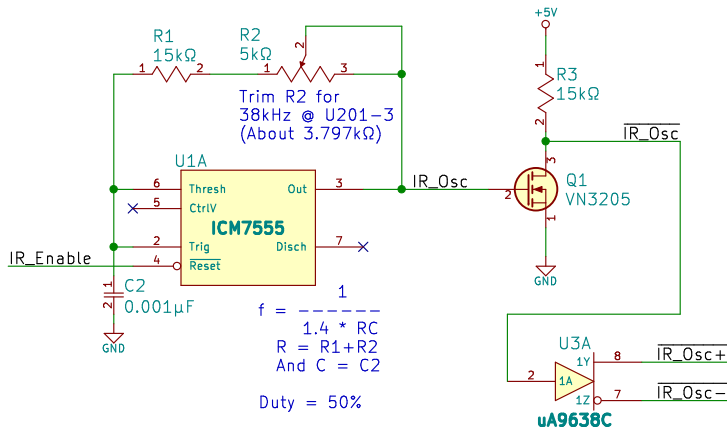 +5V
R1
15kΩ
R2
5kΩ
1
2
1
2
3
Trim R2 for
38kHz @ U201-3
(About 3.797kΩ)
1
R3
15kΩ
2
IR_Osc
U1A
6
Thresh
Out
3
IR_Osc
5
CtrlV
ICM7555
2
Trig
Disch
7
IR_Enable
4
Reset
3
2
Q1
VN3205
1
GND
1
C2
2
0.001µF
GND
1
f = ------
1.4 * RC
R = R1+R2
And C = C2
Duty = 50%
U3A
2
1A
1Y
8
IR_Osc+
1Z
7
IR_Osc-
uA9638C